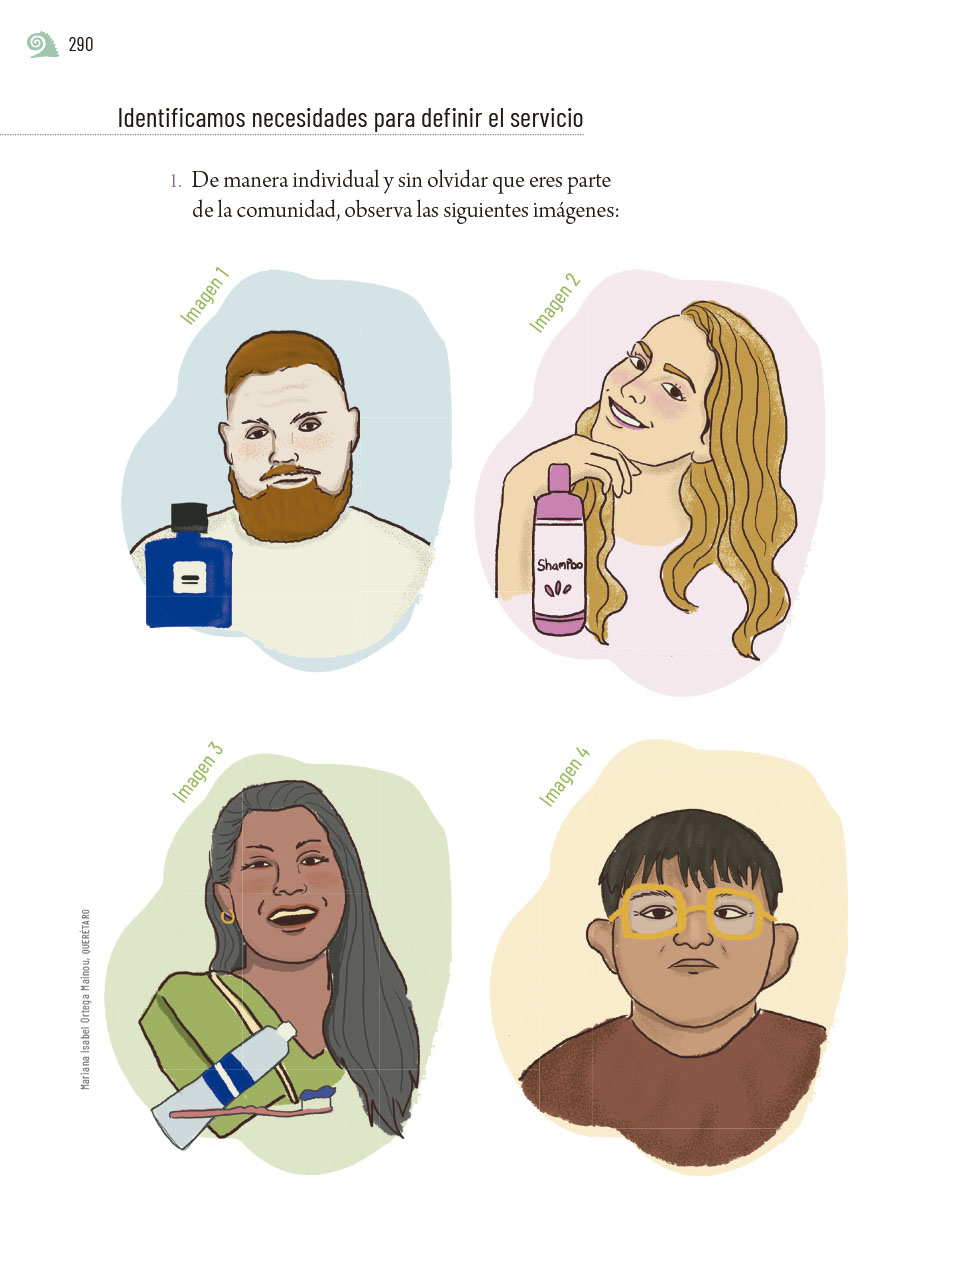 290
Identificamos necesidades para definir el servicio
1. De manera individual y sin olvidar que eres parte
de la comunidad, observa las siguientes imágenes:
Imagen 1
Imagen 2
Shampoo
Imagen 3
Imagen 4
Mariana Isabel Ortega Mainou, QUERÉTARO